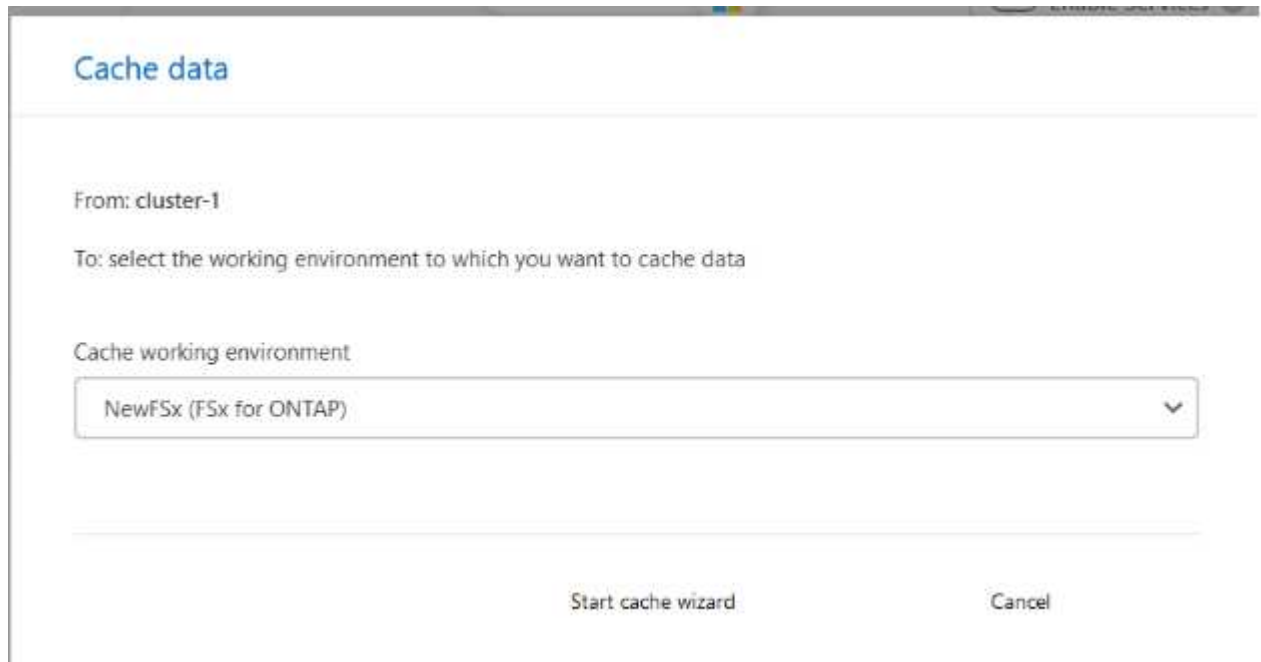 Cache data
From: cluster-1
To: select the working environment to which you want to cache data
Cache working environment
NewFSx (FSx for ONTAP)
Start cache wizard Cancel